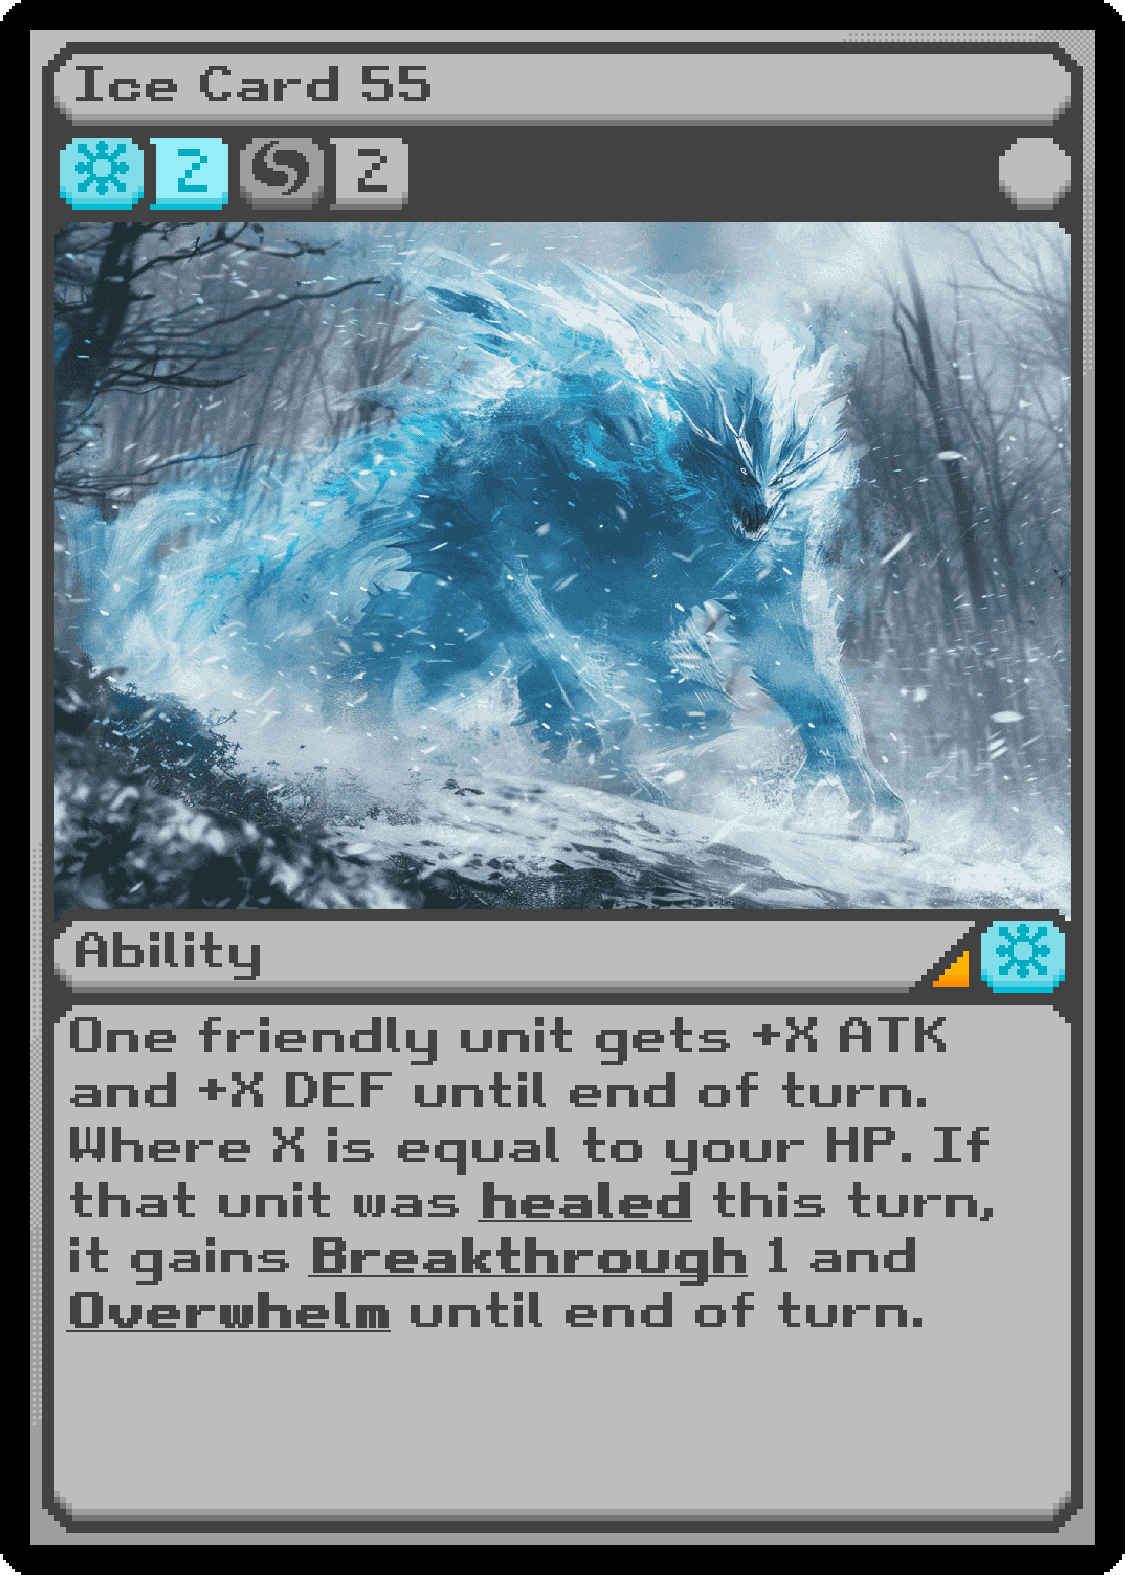 Ice Card 55
2 2
Ability
One friendly unit gets +X ATK
and +X DEF until end of turn.
Where X is equal to your HP. If
that unit was healed this turn,
it gains Breakthrough 1 and
Overwhelm until end of turn.